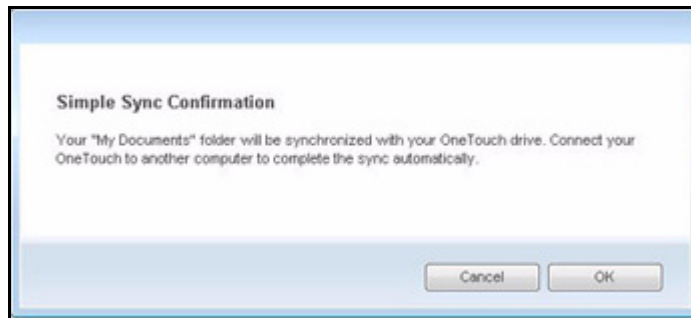 Simple Sync Confirmation
Your "My Documents" folder will be synchronized with your OneTouch drive. Connect your
OneTouch to another computer to complete the sync automatically.
Cancel
OK